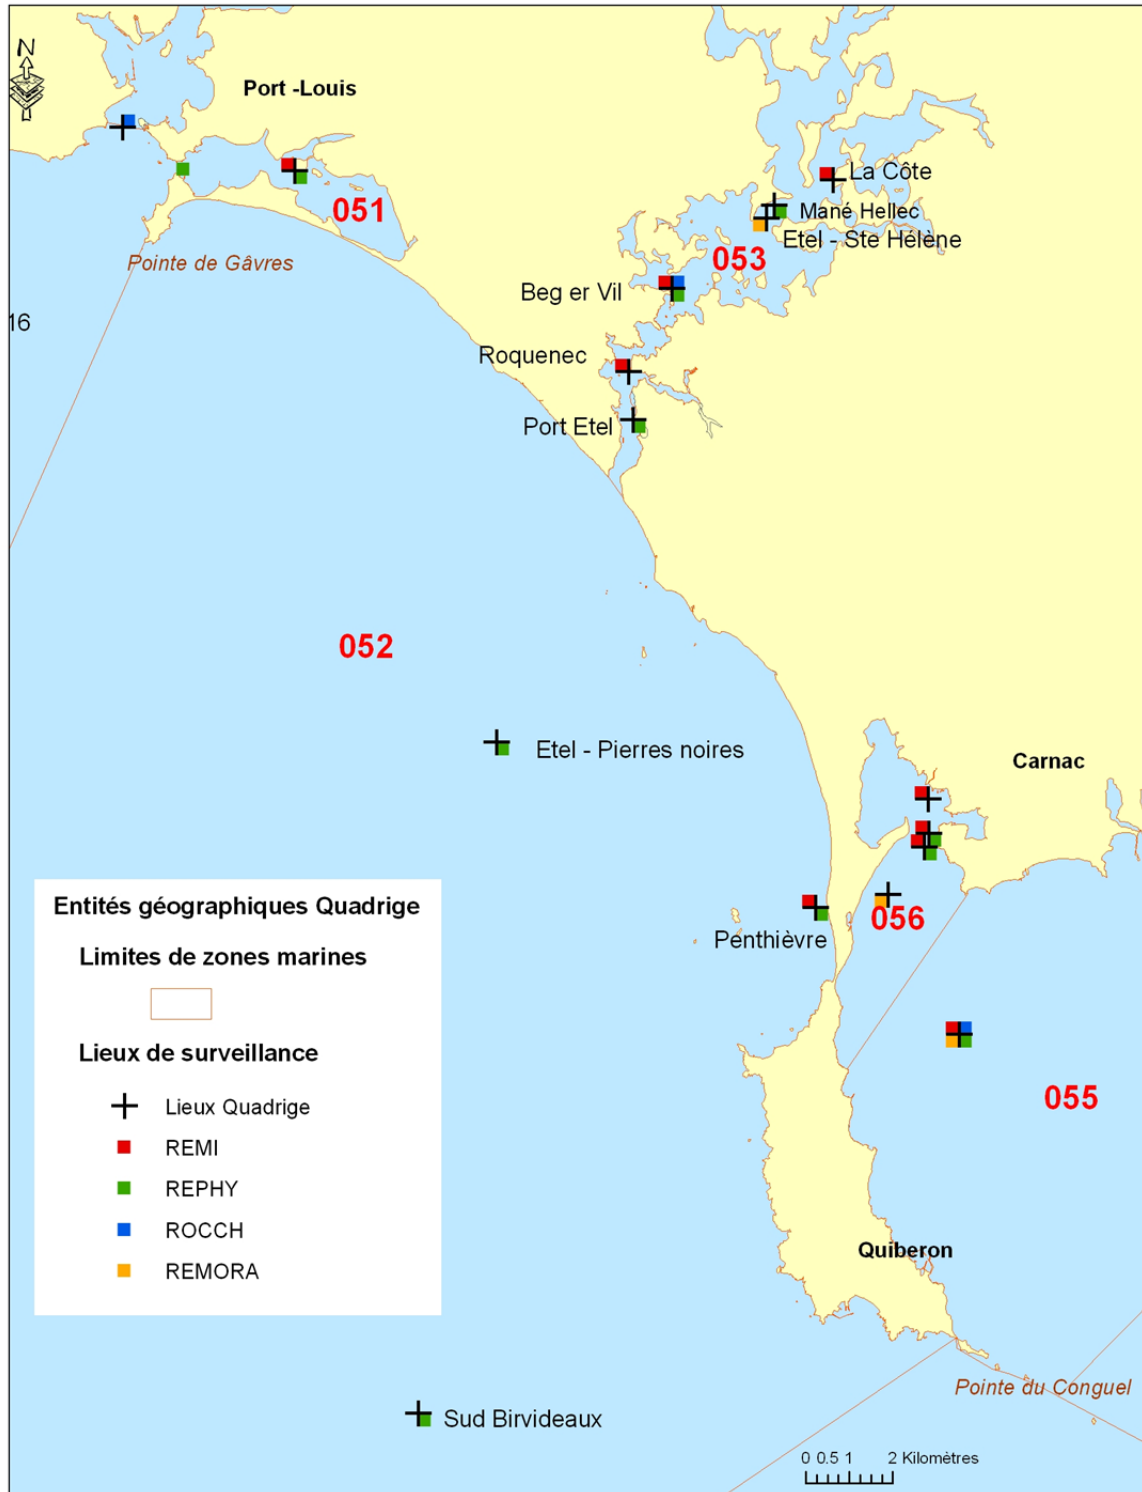 N
Port -Louis
La Côte
051
Mané Hellec
Etel - Ste Hélène
Pointe de Gâvres
053
Beg er Vil
16
Roquenec
Port Etel
052
Etel - Pierres noires
Carnac
Entités géographiques Quadrige
056
Penthièvre
Limites de zones marines
Lieux de surveillance
055
Lieux Quadrige
REMI
REPHY
ROCCH
Quiberon
REMORA
Pointe du Conguel
Sud Birvideaux
0 0.5 1 2 Kilomètres